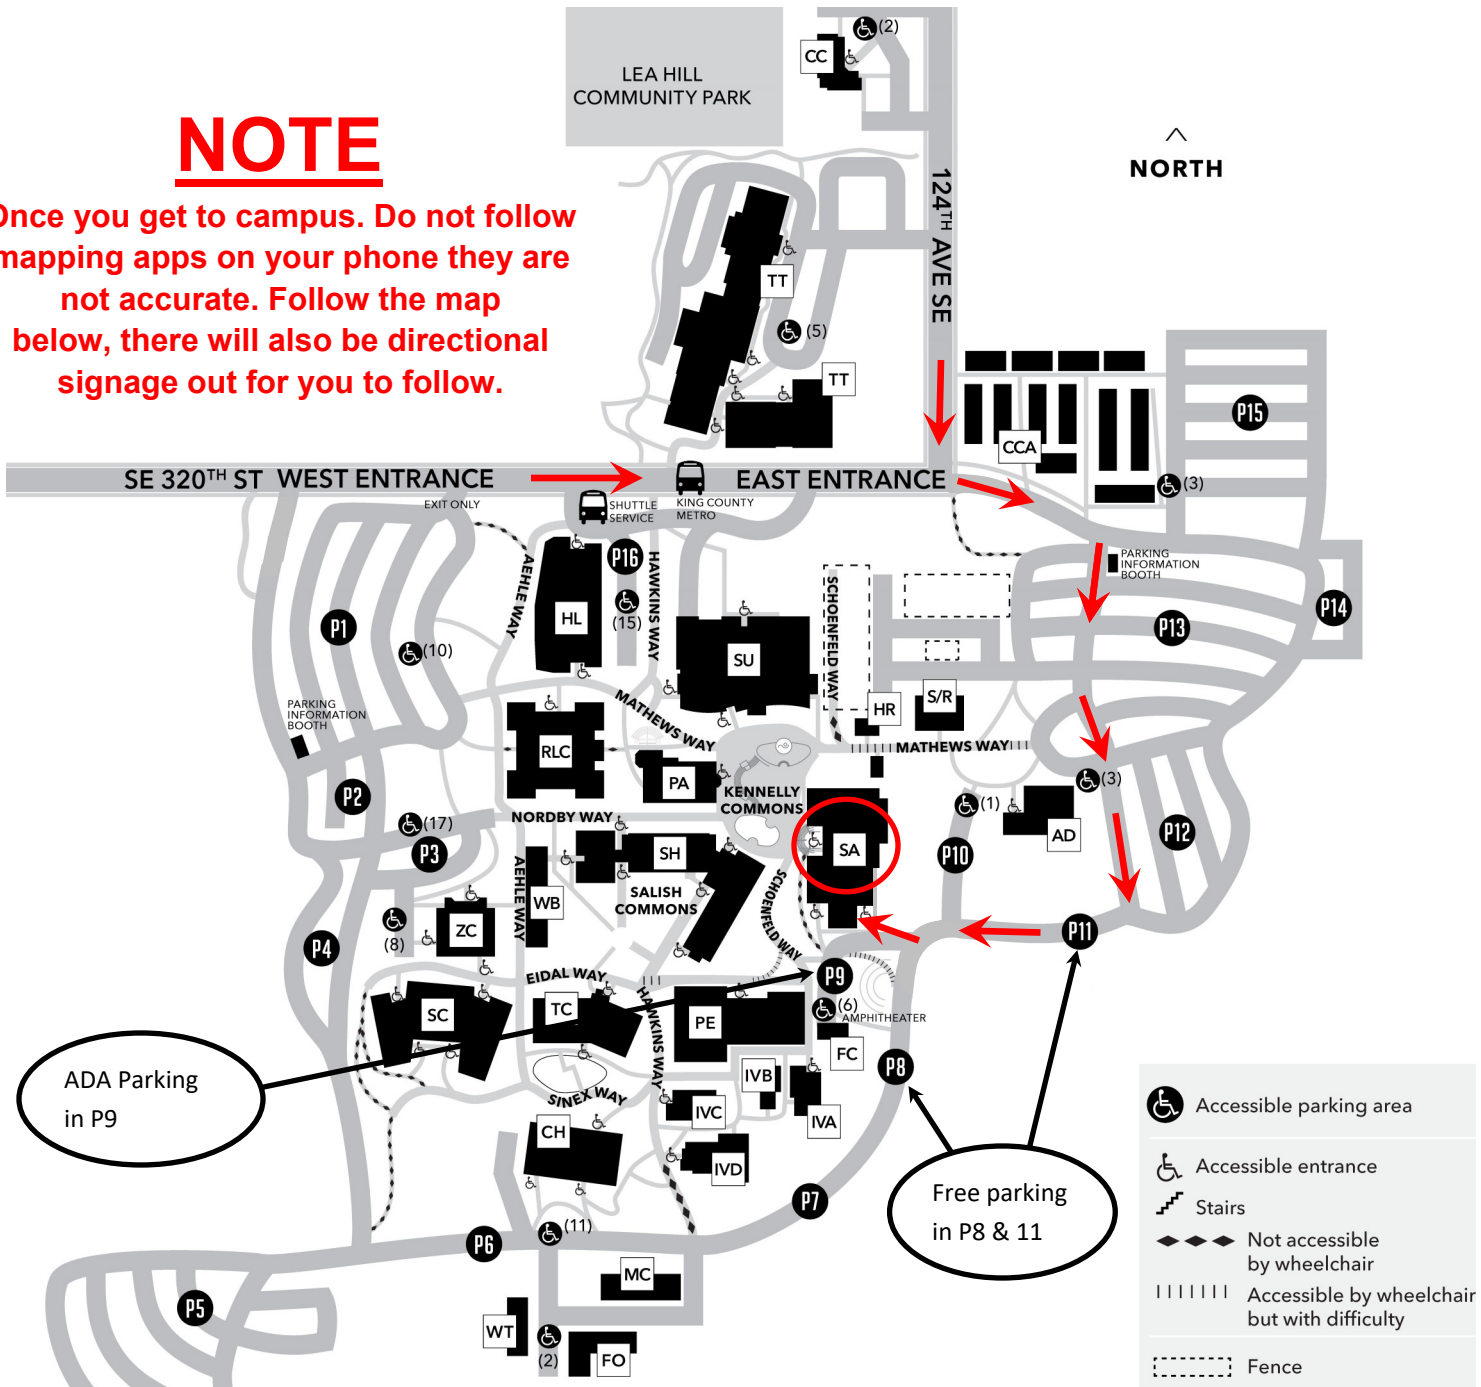 LEA HILL
COMMUNITY PARK
CC
(2)
NORTH
NOTE
Once you get to campus. Do not follow
mapping apps on your phone they are
not accurate. Follow the map
below, there will also be directional
signage out for you to follow.
124TH AVE SE
TT
(5)
TT
P15
CCA
(3)
SE 320TH ST WEST ENTRANCE
EAST ENTRANCE
EXIT ONLY
SHUTTLE
SERVICE
KING COUNTY
METRO
P16
(15)
HAWKINS WAY
AEHLE WAY
HL
PARKING
INFORMATION
BOOTH
P14
P13
P1
(10)
SU
SCHOENFELD WAY
HR
S/R
PARKING
INFORMATION
BOOTH
MATHEWS WAY
MATHEWS WAY
RLC
PA
KENNELLY
COMMONS
P2
(17)
P3
NORDBY WAY
SH
SA
(1)
(3)
AD
P10
P12
AEHLE WAY
WB
SALISH
COMMONS
SCHOENFELD WAY
(8)
ZC
P4
P11
EIDAL WAY
P9
(6)
AMPHITHEATER
SC
TC
HAWKINS WAY
PE
FC
P8
ADA Parking
in P9
SINEX WAY
IVB
IVA
IVC
IVD
CH
P7
Free parking
in P8 & 11
(11)
P6
MC
P5
WT
(2)
FO
Accessible parking area
Accessible entrance
Stairs
Not accessible
by wheelchair
Accessible by wheelchair
but with difficulty
Fence